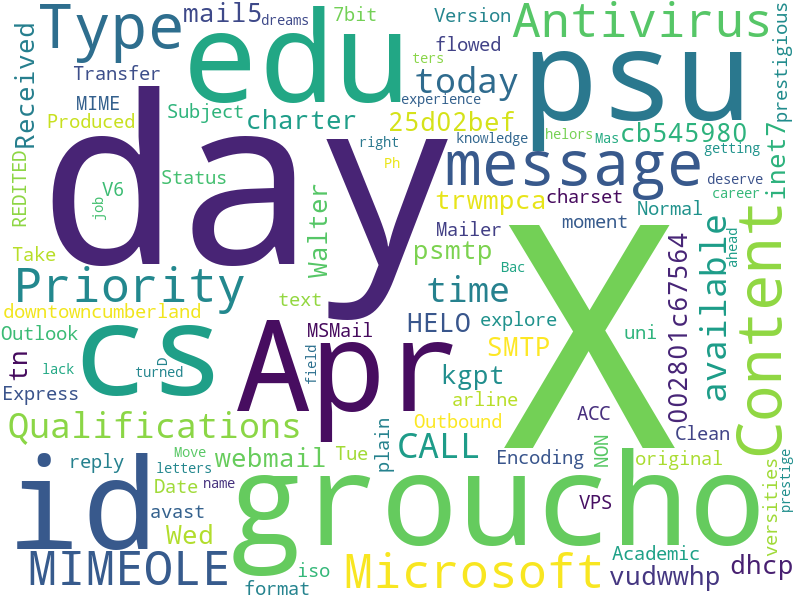 Type
mail5
dreams
7bit
Version
Antivirus
prestigious
Received
edu
psu
flowed
ters
Transfer
today
MIME
experience
Subject
charter
Produced
25d02bef
right
knowledge
helors
Mas
cb545980
inet7
day
message
getting
Ph
REDITED
V6
Status
job
Walter
trwmpca
charset
deserve
career
Mailer
moment
Normal
X
Content
Take
psmtp
002801c67564
available
ahead
Priority
time
text
downtowncumberland
HELO
explore
uni
MSMail
Outlook
cs
Apr
SMTP
tn
lack
D
turned
field
kgpt
Express
arline
ACC
Qualifications
Outbound
plain
CALL
NON
Clean
Move
Tue
id
reply
letters
webmail
Encoding
original
versities
prestige
Date
name
groucho
avast
VPS
Wed
MIMEOLE
iso
format
Microsoft
Academic
vudwwhp
dhcp